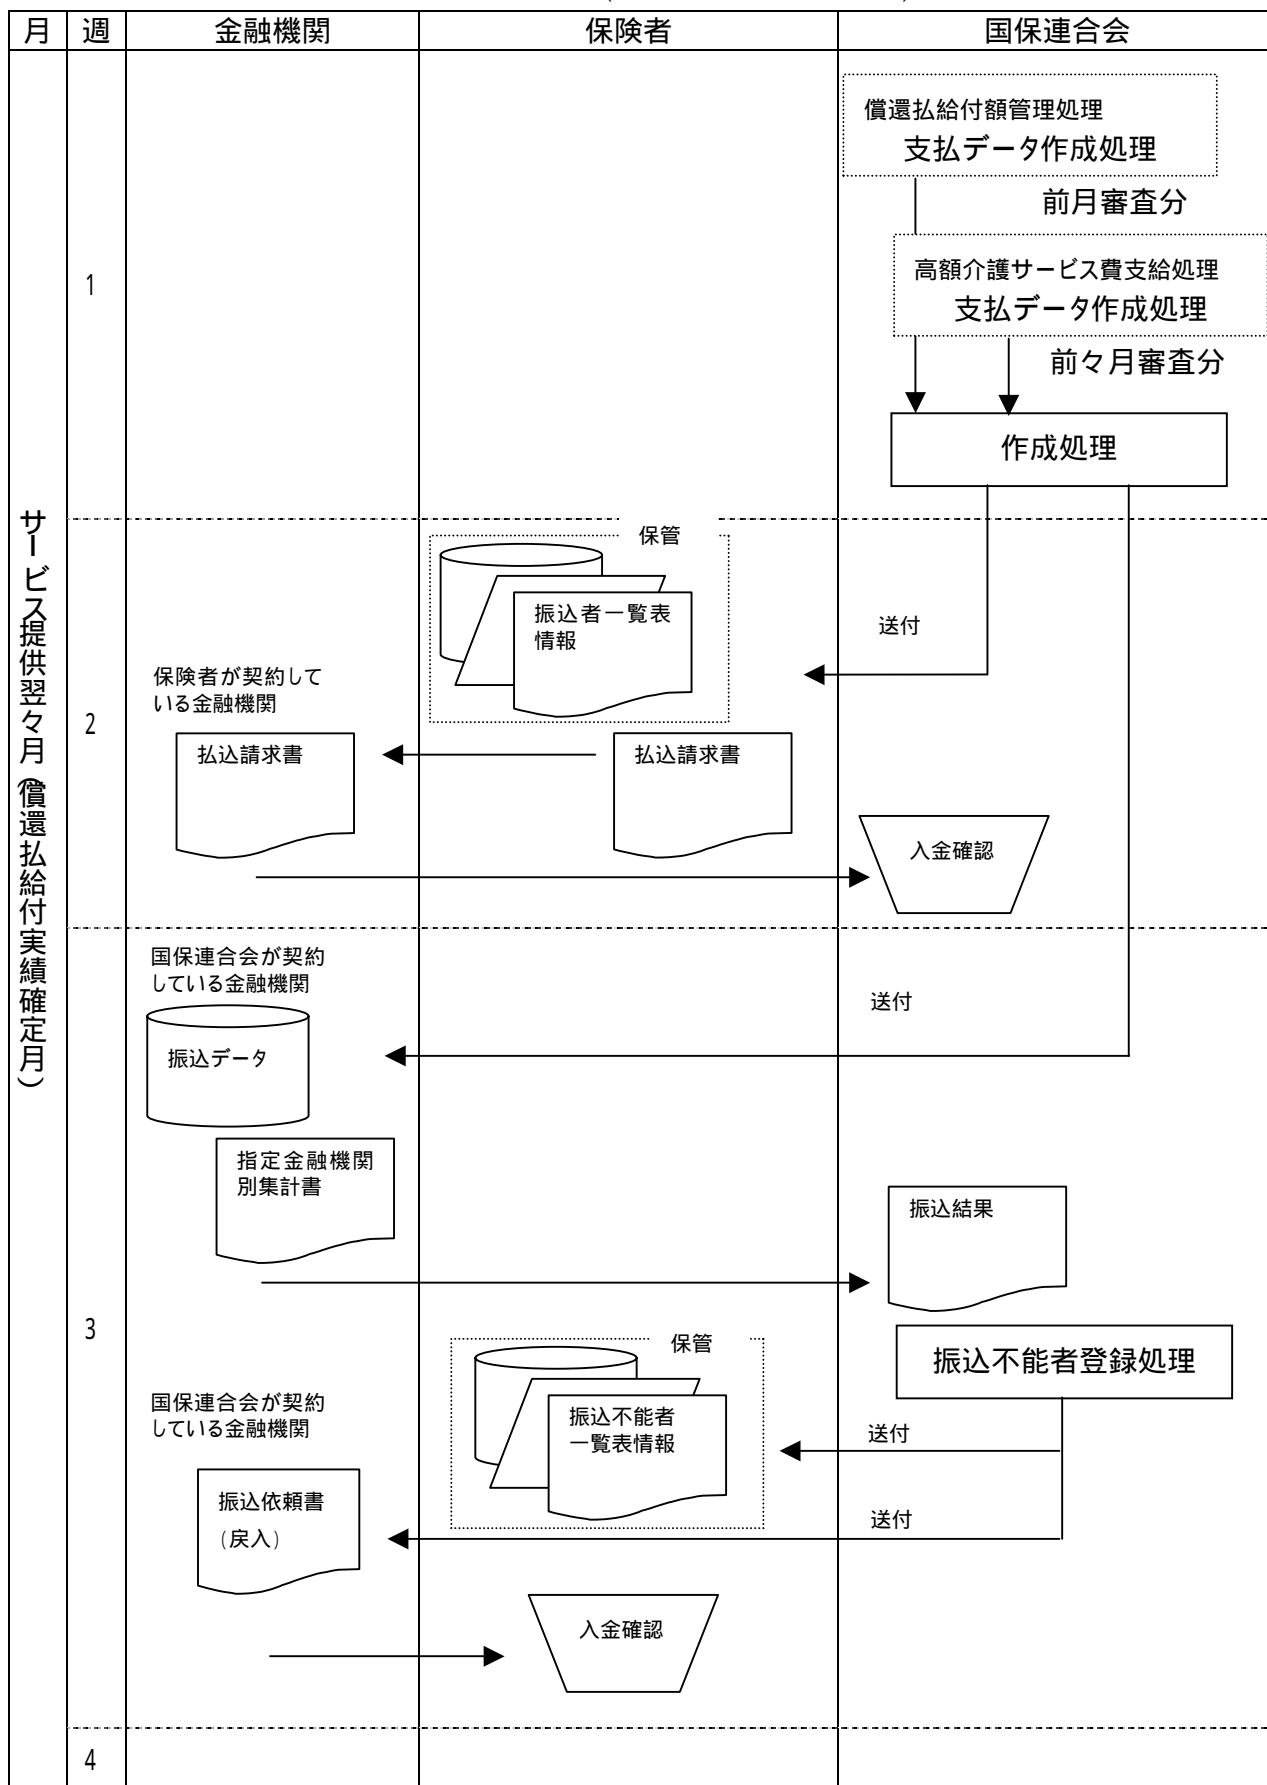 月
週
金融機関
保険者
国保連合会
サービス提供翌々月(償還払給付実績確定月)
1
償還払給付額管理処理
支払データ作成処理
前月審査分
高額介護サービス費支給処理
支払データ作成処理
前々月審査分
作成処理
2
保管
振込者一覧表
情報
送付
保険者が契約して
いる金融機関
払込請求書
払込請求書
入金確認
3
国保連合会が契約
している金融機関
送付
振込データ
指定金融機関
別集計書
振込結果
保管
振込不能者登録処理
国保連合会が契約
している金融機関
振込不能者
一覧表情報
送付
振込依頼書
(戻入)
送付
入金確認
4